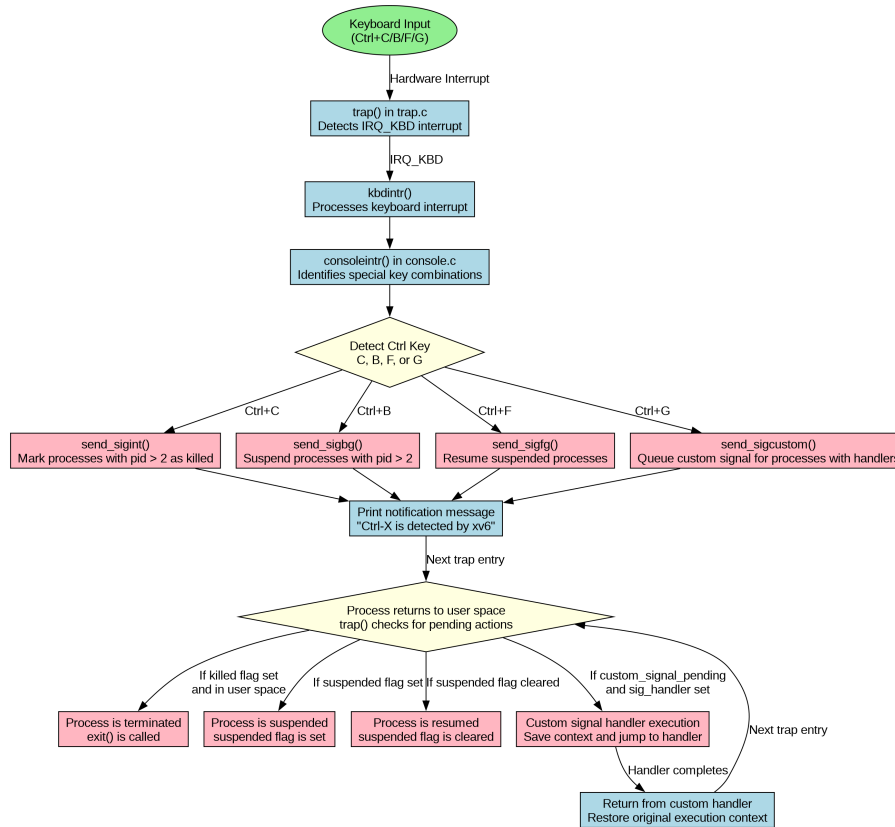 Keyboard Input
(Ctrl+C/B/F/G)
Hardware Interrupt
trap() in trap.c
Detects IRQ_KBD interrupt
IRQ_KBD
kbdintr()
Processes keyboard interrupt
consoleintr() in console.c
Identifies special key combinations
Detect Ctrl Key
C, B, F, or G
Ctrl+C
Ctrl+B
Ctrl+F
Ctrl+G
send_sigint()
Mark processes with pid > 2 as killed
send_sigbg()
Suspend processes with pid > 2
send_sigfg()
Resume suspended processes
send_sigcustom()
Queue custom signal for processes with handlers
Print notification message
"Ctrl-X is detected by xv6"
Next trap entry
Process returns to user space
trap() checks for pending actions
If killed flag set
and in user space
If suspended flag set
If suspended flag cleared
If custom_signal_pending
and sig_handler set
Process is terminated
exit() is called
Process is suspended
suspended flag is set
Process is resumed
suspended flag is cleared
Custom signal handler execution
Save context and jump to handler
Next trap entry
Handler completes
Return from custom handler
Restore original execution context